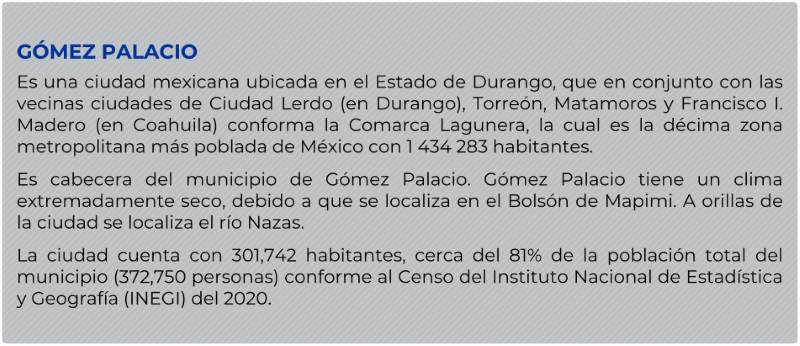 GÓMEZ PALACIO
Es una ciudad mexicana ubicada en el Estado de Durango, que en conjunto con las
vecinas ciudades de Ciudad Lerdo (en Durango), Torreón, Matamoros y Francisco I.
Madero (en Coahuila) conforma la Comarca Lagunera, la cual es la décima zona
metropolitana más poblada de México con 1 434 283 habitantes.
Es cabecera del municipio de Gómez Palacio. Gómez Palacio tiene un clima
extremadamente seco, debido a que se localiza en el Bolsón de Mapimi. A orillas de
la ciudad se localiza el río Nazas.
La ciudad cuenta con 301,742 habitantes, cerca del 81% de la población total del
municipio (372,750 personas) conforme al Censo del Instituto Nacional de Estadística
y Geografía (INEGI) del 2020.